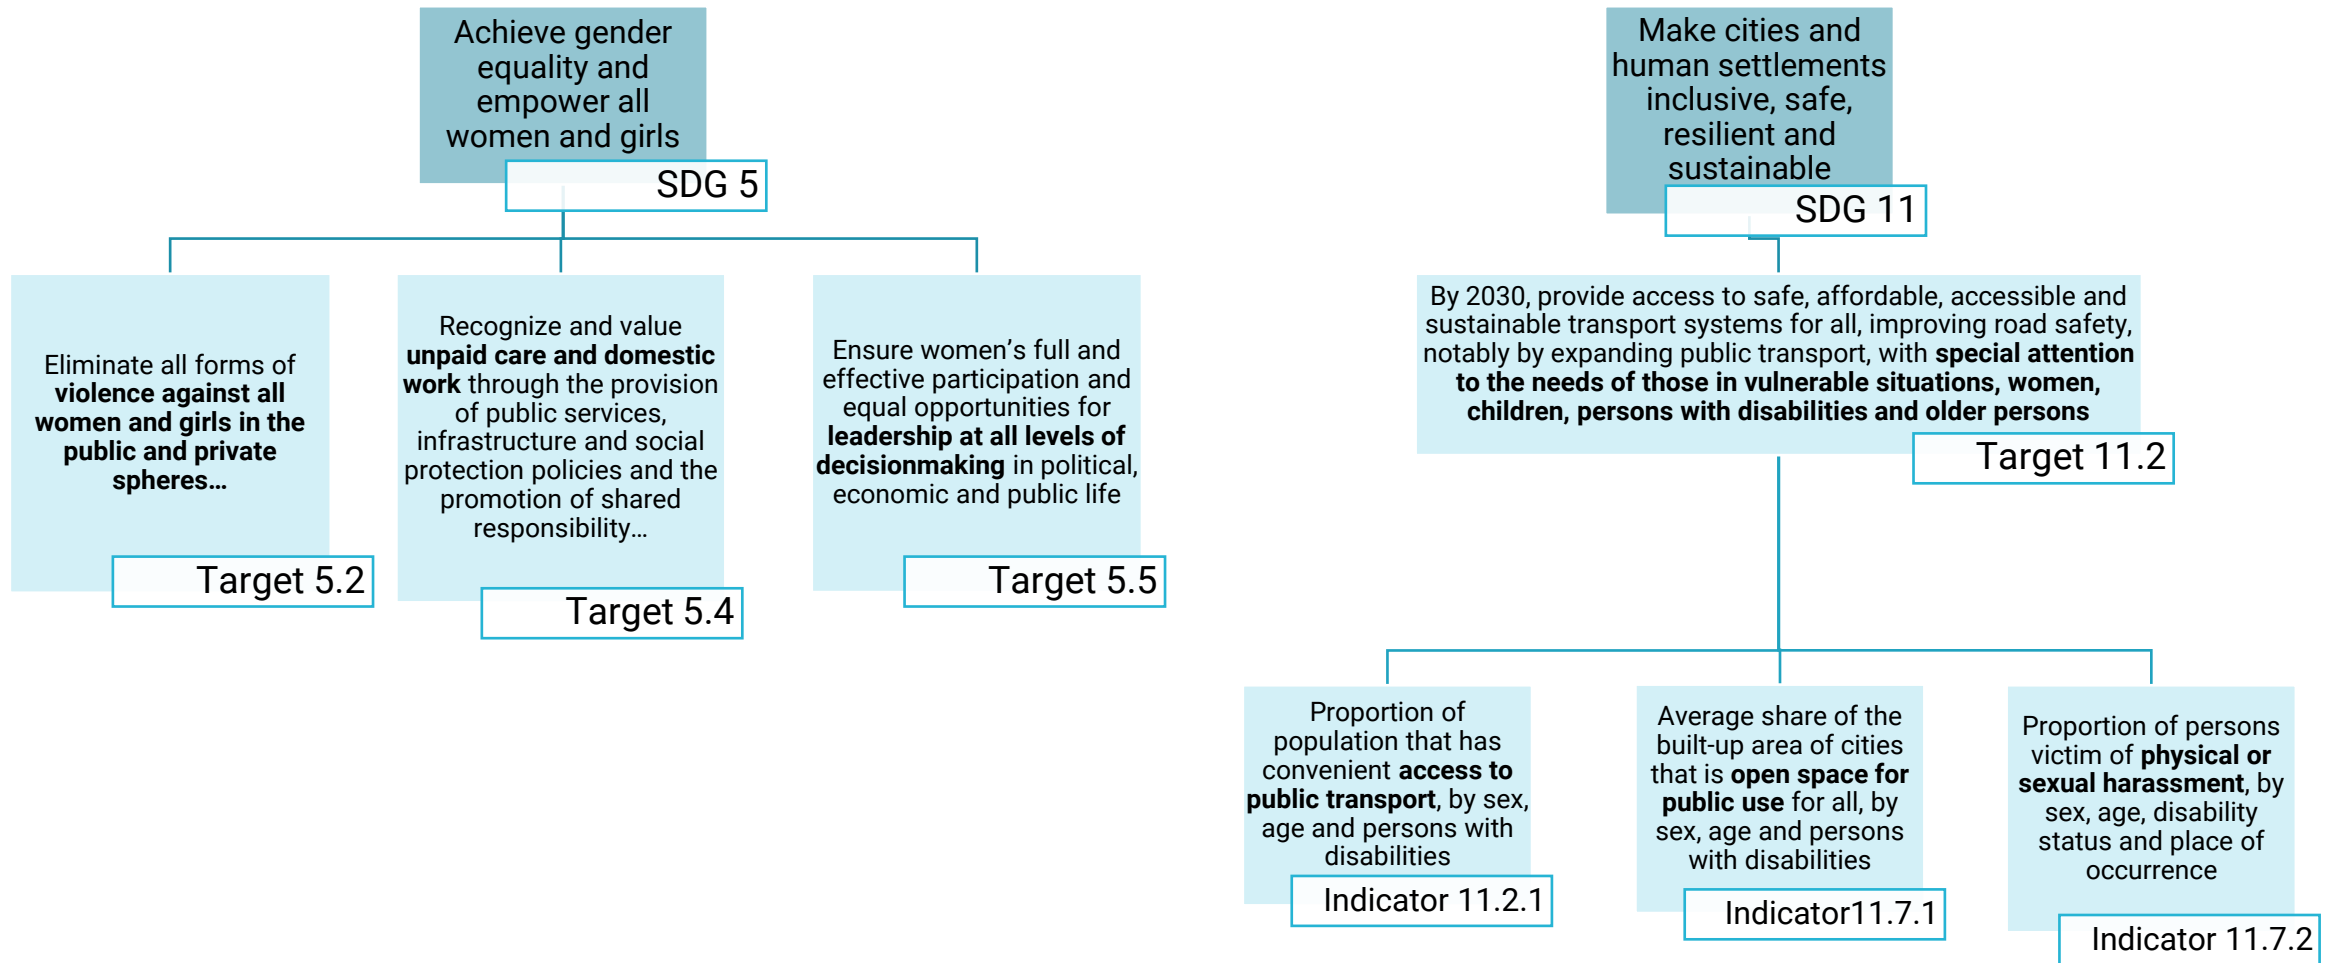 Achieve gender
equality and
empower all
women and girls
SDG 5
Eliminate all forms of
violence against all
women and girls in the
public and private
spheres…
Target 5.2
Recognize and value
unpaid care and domestic
work through the provision
of public services,
infrastructure and social
protection policies and the
promotion of shared
responsibility…
Target 5.4
Ensure women’s full and
effective participation and
equal opportunities for
leadership at all levels of
decisionmaking in political,
economic and public life
Target 5.5
Make cities and
human settlements
inclusive, safe,
resilient and
sustainable
SDG 11
By 2030, provide access to safe, affordable, accessible and
sustainable transport systems for all, improving road safety,
notably by expanding public transport, with special attention
to the needs of those in vulnerable situations, women,
children, persons with disabilities and older persons
Target 11.2
Proportion of
population that has
convenient access to
public transport, by sex,
age and persons with
disabilities
Indicator 11.2.1
Average share of the
built-up area of cities
that is open space for
public use for all, by
sex, age and persons
with disabilities
Indicator11.7.1
Proportion of persons
victim of physical or
sexual harassment, by
sex, age, disability
status and place of
occurrence
Indicator 11.7.2